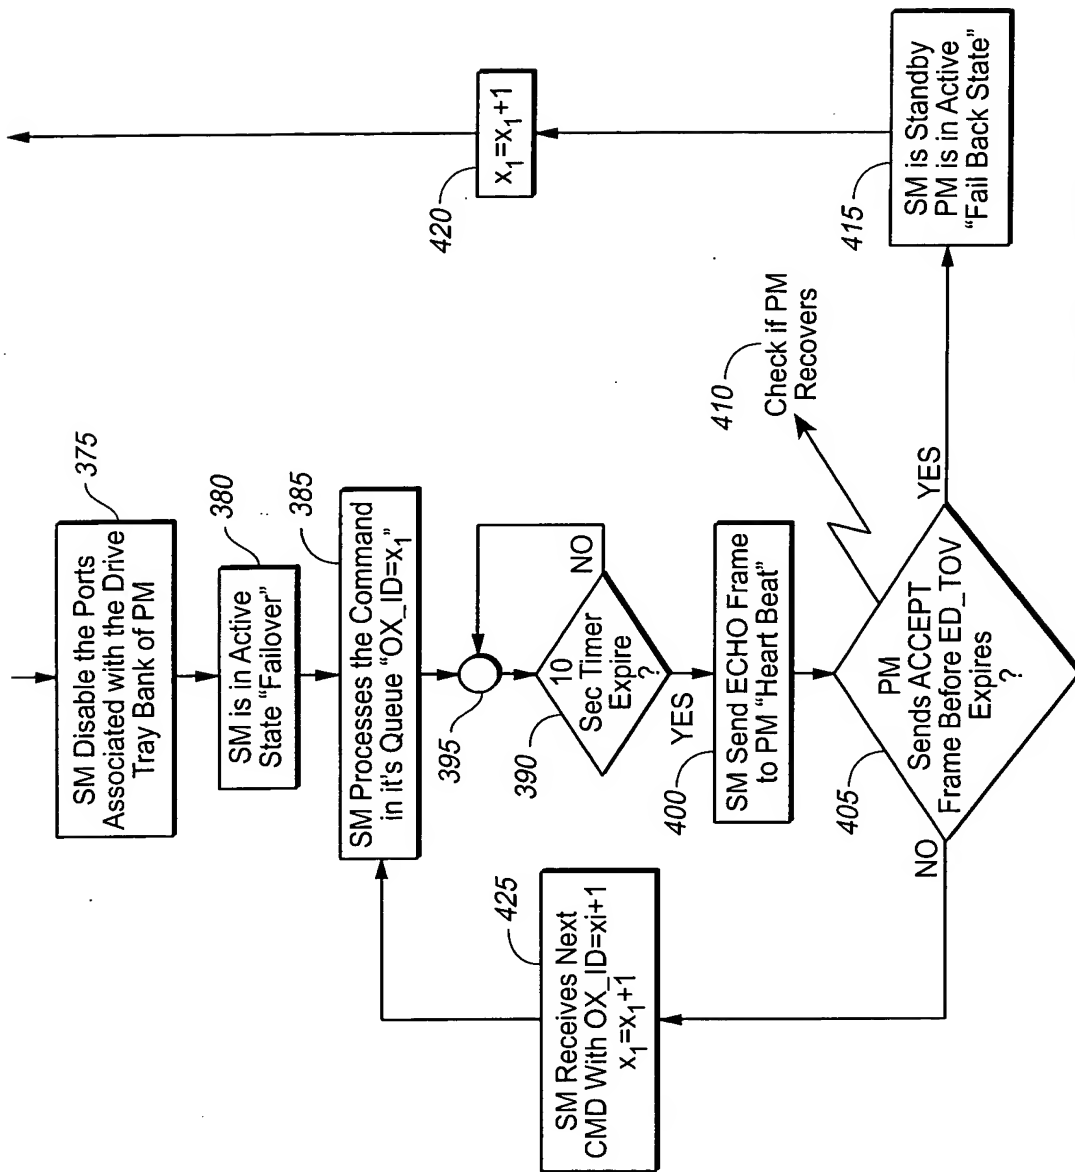 SM Disable the Ports
Associated with the Drive
Tray Bank of PM
375
SM is in Active
State “Failover”
380
SM Processes the Command
in it's Queue “OX_ID=x₁”
385
395
10
Sec Timer
Expire
?
390
NO
YES
SM Send ECHO Frame
to PM “Heart Beat”
400
PM
Sends ACCEPT
Frame Before ED_TOV
Expires
?
405
410
Check if PM
Recovers
YES
SM is Standby
PM is in Active
“Fail Back State”
415
x₁=x₁+1
420
NO
SM Receives Next
CMD With OX_ID=xi+1
x₁=x₁+1
425